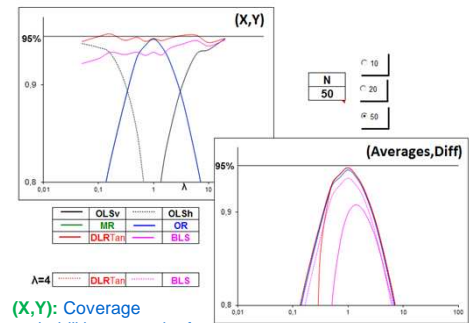 (X,Y)
95%
0,9
0,8
0,01
0,1
1
λ
10
100
N
50
10
20
50
(Averages,Diff)
95%
0,9
0,8
0,01
0,1
1
10
100
OLSv OLSh
MR OR
DLRTan BLS
λ=4 DLRTan BLS
(X,Y): Coverage